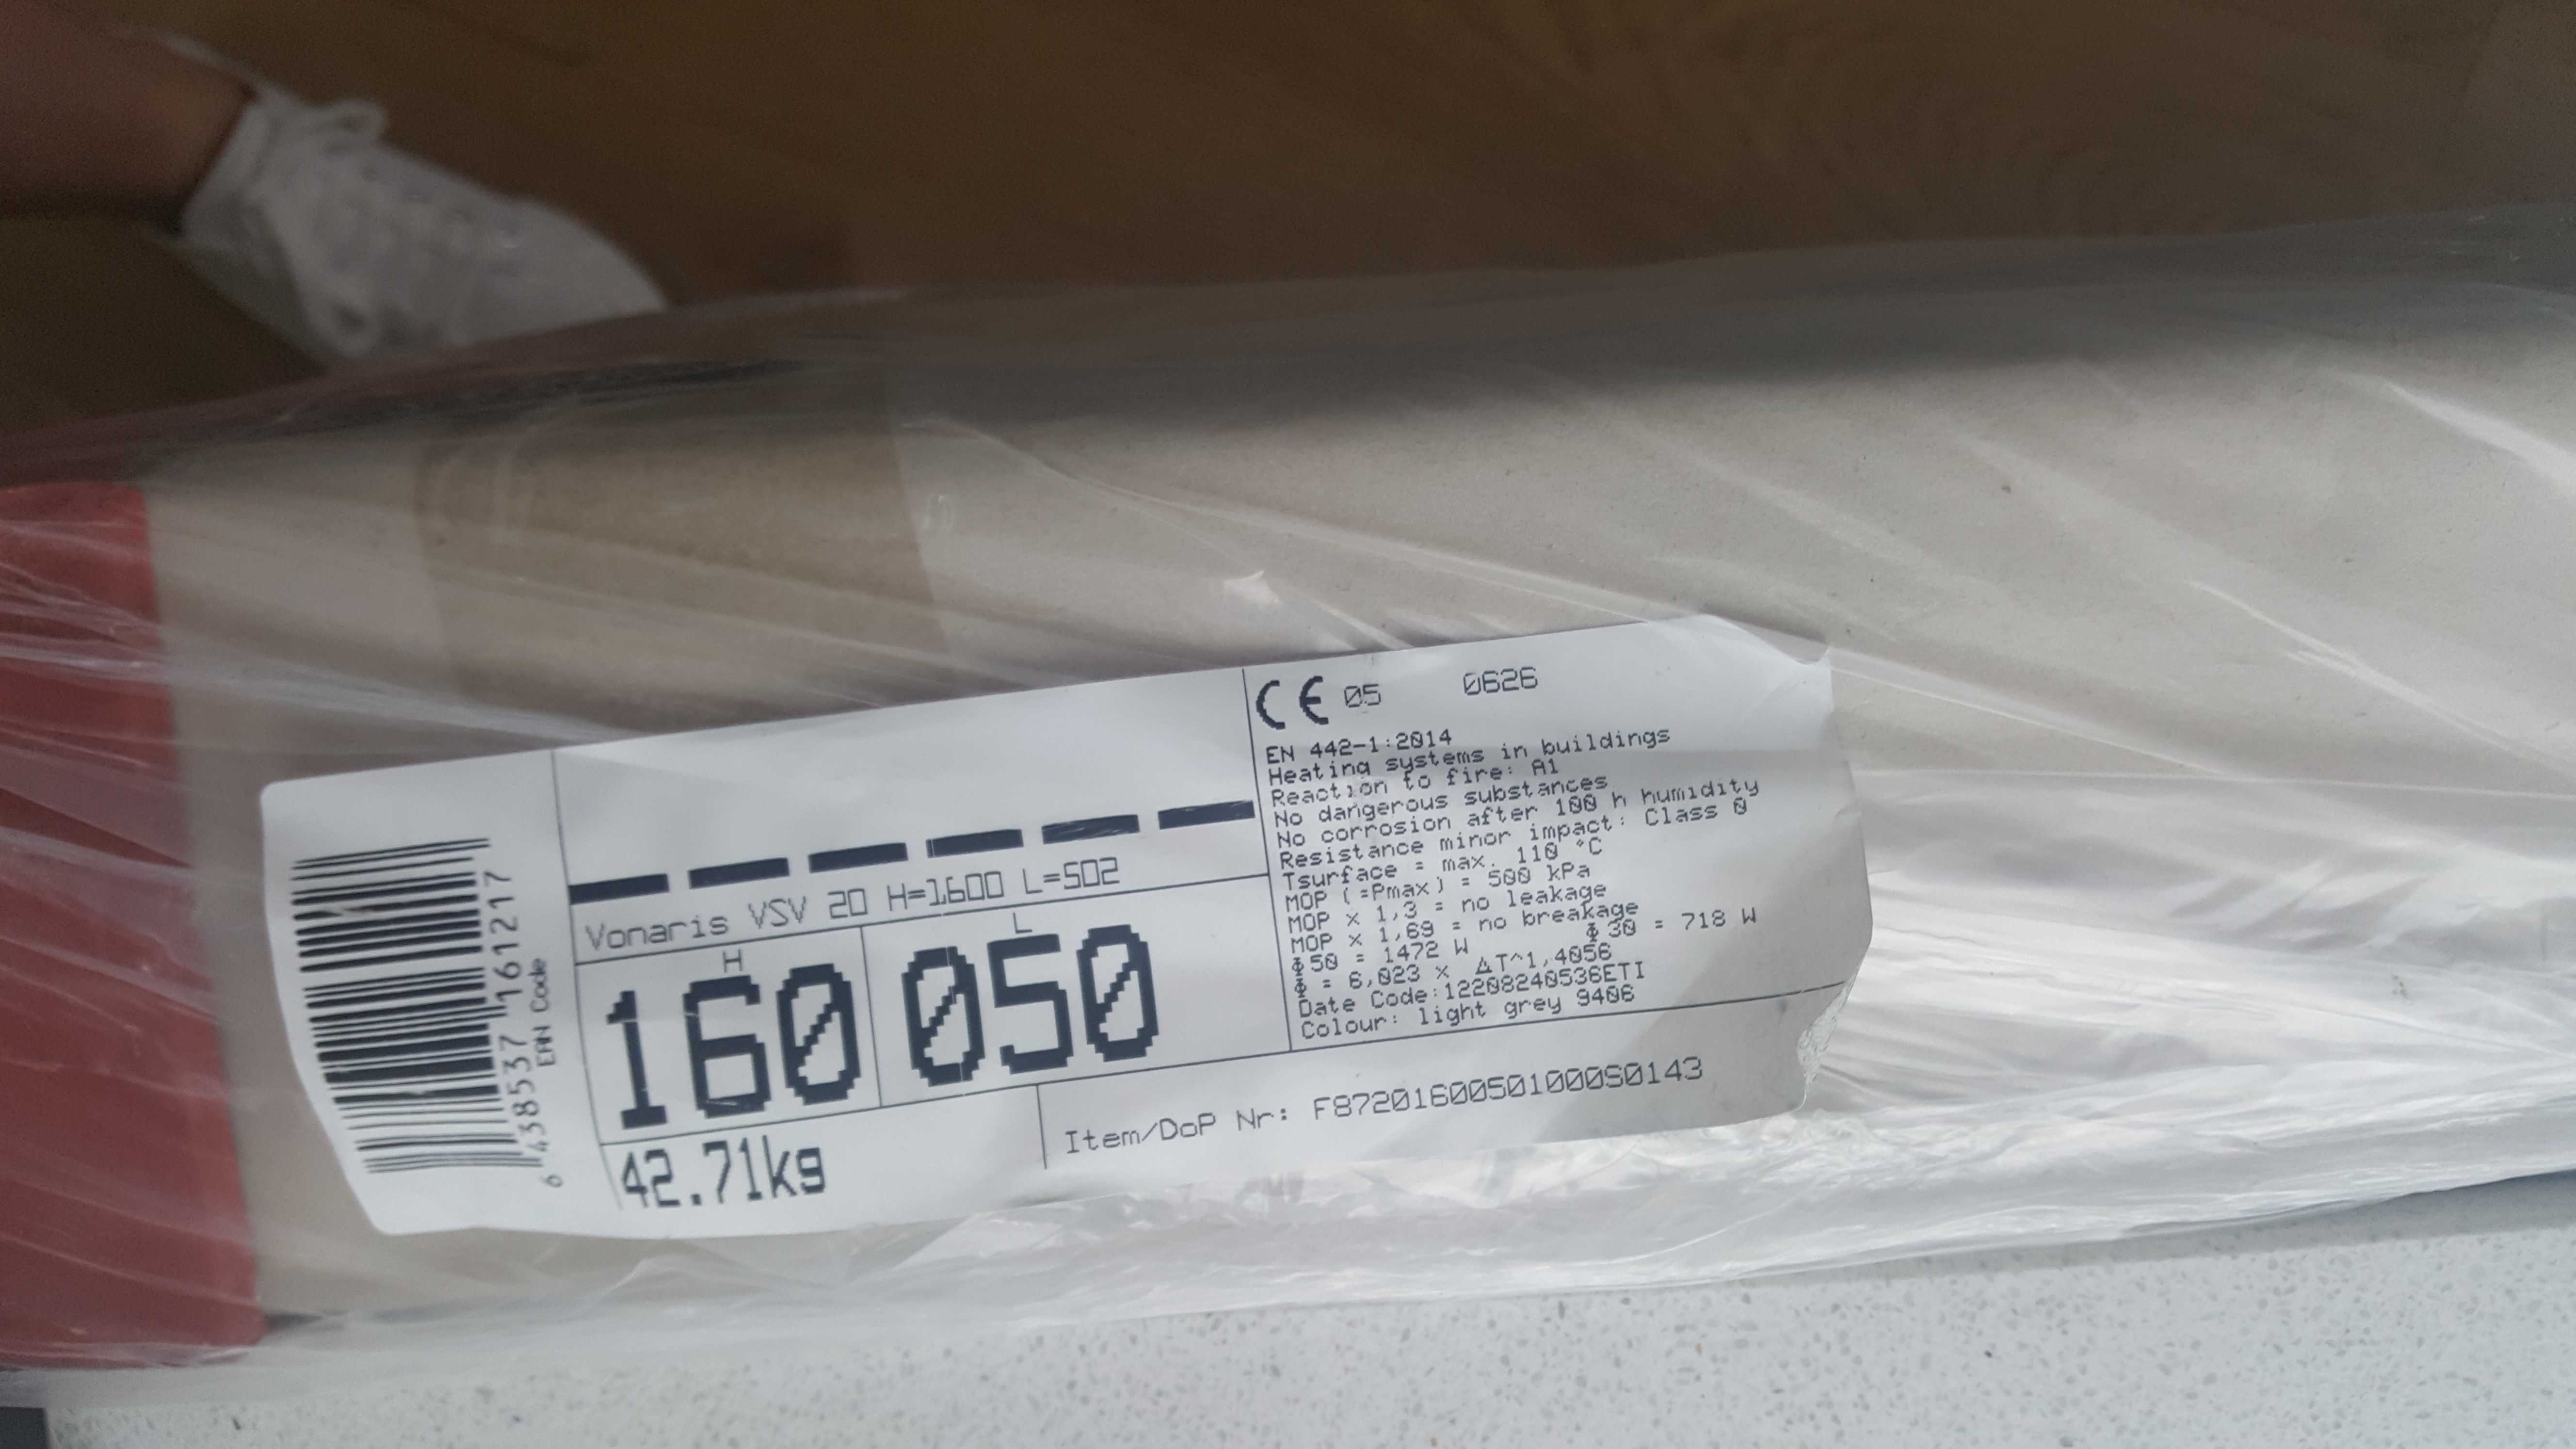 CE 05 0626
EN 442-1:2014
Heating systems in buildings
Reaction to fire: A1
No dangerous substances
No corrosion after 100 h humidity
Resistance minor impact: Class 0
Tsurface = max. 110 °C
MOP (=Pmax) = 500 kPa
MOP x 1,3 = no leakage
MOP x 1,69 = no breakage
Φ50 = 1472 W Φ30 = 718 W
Φ = 6,023 x ΔT^1,4056
Date Code:12208240536ETI
Colour: light grey 9406
Vonaris VSV 20 H=1600 L=502
H L
160 050
42.71kg
Item/DoP Nr: F87201600501000S0143
6 438537 161217
EAN Code